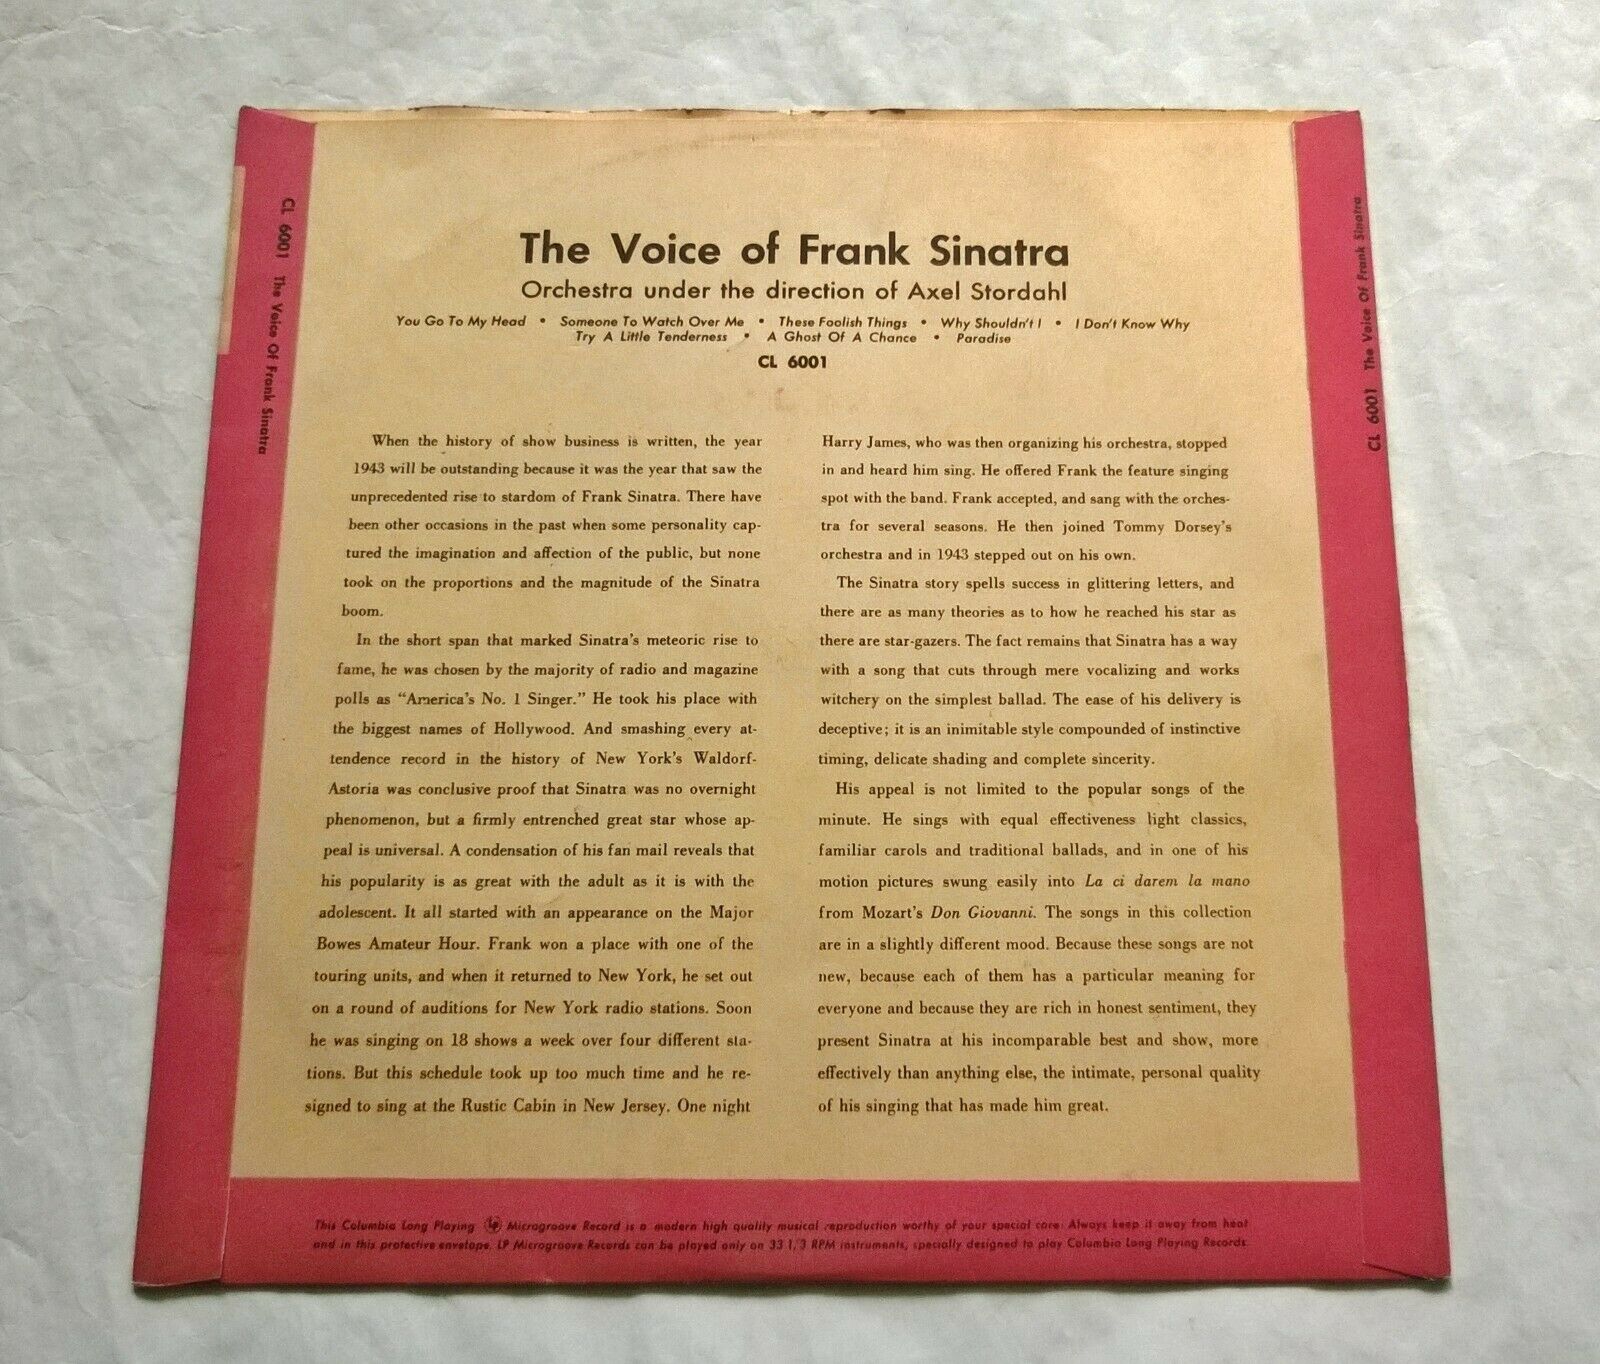 The Voice of Frank Sinatra
Orchestra under the direction of Axel Stordahl
You Go To My Head • Someone To Watch Over Me • These Foolish Things • Why Shouldn't I • I Don't Know Why
Try A Little Tenderness • A Ghost Of A Chance • Paradise
CL 6001
When the history of show business is written, the year
1943 will be outstanding because it was the year that saw the
unprecedented rise to stardom of Frank Sinatra. There have
been other occasions in the past when some personality cap-
tured the imagination and affection of the public, but none
took on the proportions and the magnitude of the Sinatra
boom.
In the short span that marked Sinatra's meteoric rise to
fame, he was chosen by the majority of radio and magazine
polls as “America's No. 1 Singer.” He took his place with
the biggest names of Hollywood. And smashing every at-
tendence record in the history of New York's Waldorf-
Astoria was conclusive proof that Sinatra was no overnight
phenomenon, but a firmly entrenched great star whose ap-
peal is universal. A condensation of his fan mail reveals that
his popularity is as great with the adult as it is with the
adolescent. It all started with an appearance on the Major
Bowes Amateur Hour. Frank won a place with one of the
touring units, and when it returned to New York, he set out
on a round of auditions for New York radio stations. Soon
he was singing on 18 shows a week over four different sta-
tions. But this schedule took up too much time and he re-
signed to sing at the Rustic Cabin in New Jersey. One night
Harry James, who was then organizing his orchestra, stopped
in and heard him sing. He offered Frank the feature singing
spot with the band. Frank accepted, and sang with the orches-
tra for several seasons. He then joined Tommy Dorsey's
orchestra and in 1943 stepped out on his own.
The Sinatra story spells success in glittering letters, and
there are as many theories as to how he reached his star as
there are star-gazers. The fact remains that Sinatra has a way
with a song that cuts through mere vocalizing and works
witchery on the simplest ballad. The ease of his delivery is
deceptive; it is an inimitable style compounded of instinctive
timing, delicate shading and complete sincerity.
His appeal is not limited to the popular songs of the
minute. He sings with equal effectiveness light classics,
familiar carols and traditional ballads, and in one of his
motion pictures swung easily into La ci darem la mano
from Mozart's Don Giovanni. The songs in this collection
are in a slightly different mood. Because these songs are not
new, because each of them has a particular meaning for
everyone and because they are rich in honest sentiment, they
present Sinatra at his incomparable best and show, more
effectively than anything else, the intimate, personal quality
of his singing that has made him great.
This Columbia Long Playing LP Microgroove Record is a modern high quality musical reproduction worthy of your special care. Always keep it away from heat
and in this protective envelope. LP Microgroove Records can be played only on 33 1/3 RPM instruments, specially designed to play Columbia Long Playing Records
CL 6001 The Voice Of Frank Sinatra
CL 6001 The Voice Of Frank Sinatra